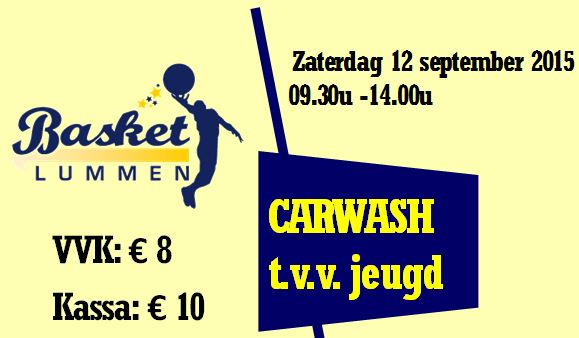 Zaterdag 12 september 2015
09.30u -14.00u
Basket
LUMMEN
CARWASH
t.v.v. jeugd
VVK: € 8
Kassa: € 10